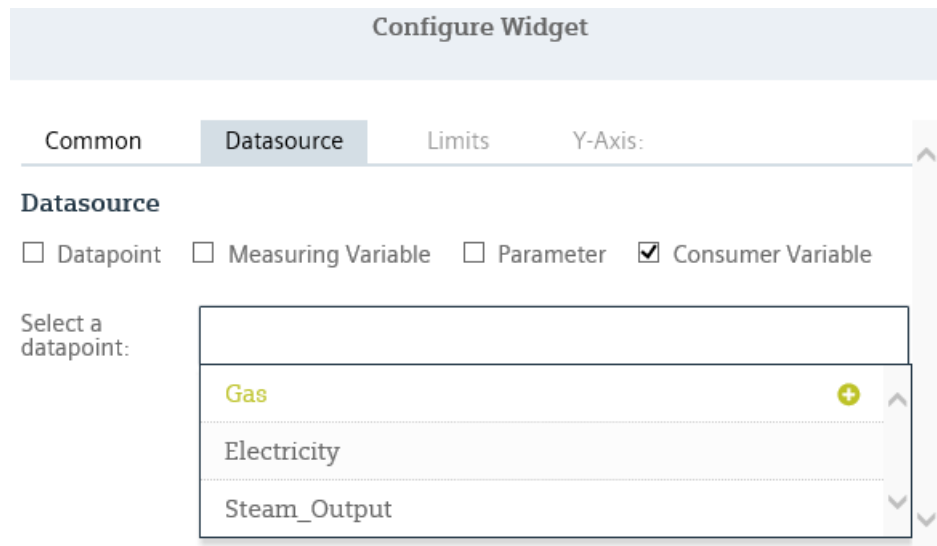 Configure Widget
Common Datasource Limits Y-Axis:
Datasource
Datapoint Measuring Variable Parameter Consumer Variable
Select a
datapoint:
Gas
Electricity
Steam_Output